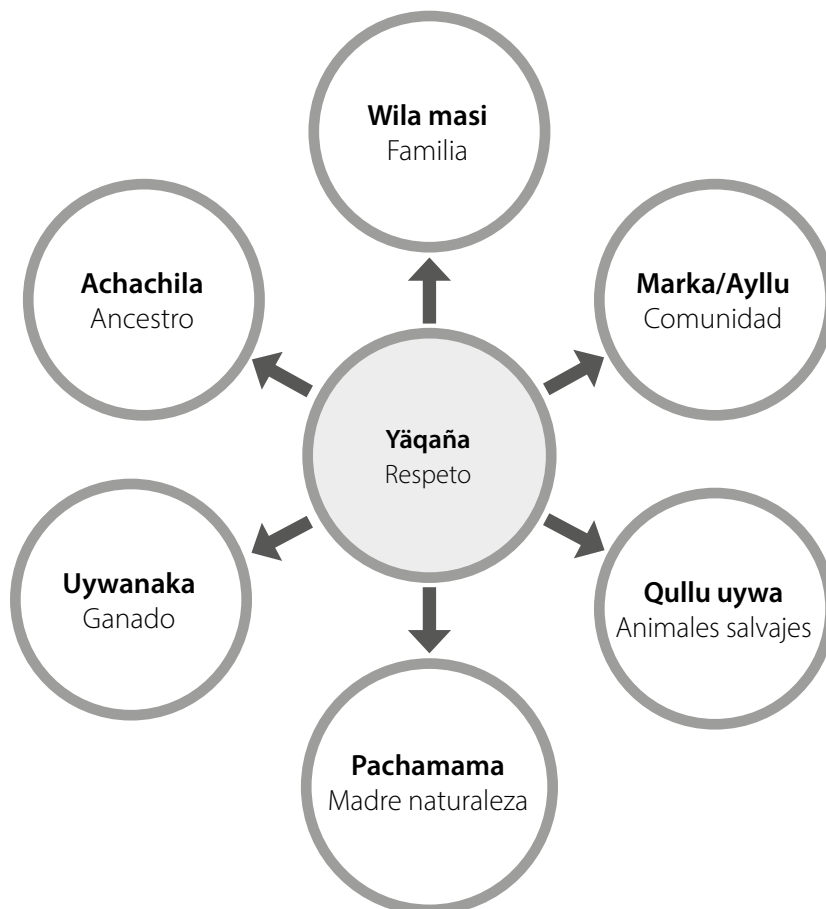 Wila masi
Familia
Achachila
Ancestro
Marka/Ayllu
Comunidad
Yäqaña
Respeto
Uywanaka
Ganado
Qullu uywa
Animales salvajes
Pachamama
Madre naturaleza